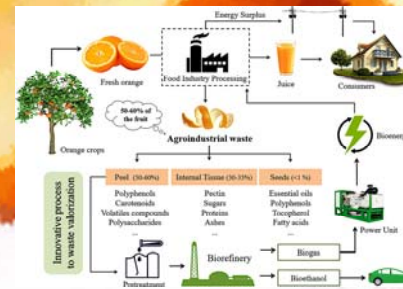 Energy Surplus
Fresh orange
Food Industry Processing
Juice
Consumers
50-60% of
the fruit
Orange crops
Agroindustrial waste
Bioenergy
Innovative process
to waste valorization
Peel (50-60%)
Polyphenols
Carotenoids
Volatiles compounds
Polysaccharides
...
Internal Tissue (30-35%)
Pectin
Sugars
Proteins
Ashes
...
Seeds (<1 %)
Essential oils
Polyphenols
Tocopherol
Fatty acids
...
Power Unit
Pretreatment
Biorefinery
Biogas
Bioethanol